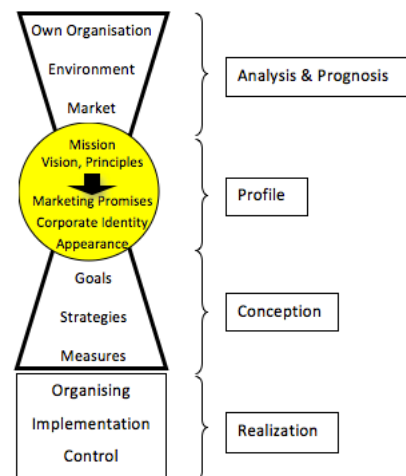 Own Organisation
Environment
Market
Analysis & Prognosis
Mission
Vision, Principles
Marketing Promises
Corporate Identity
Appearance
Profile
Goals
Strategies
Measures
Conception
Organising
Implementation
Control
Realization